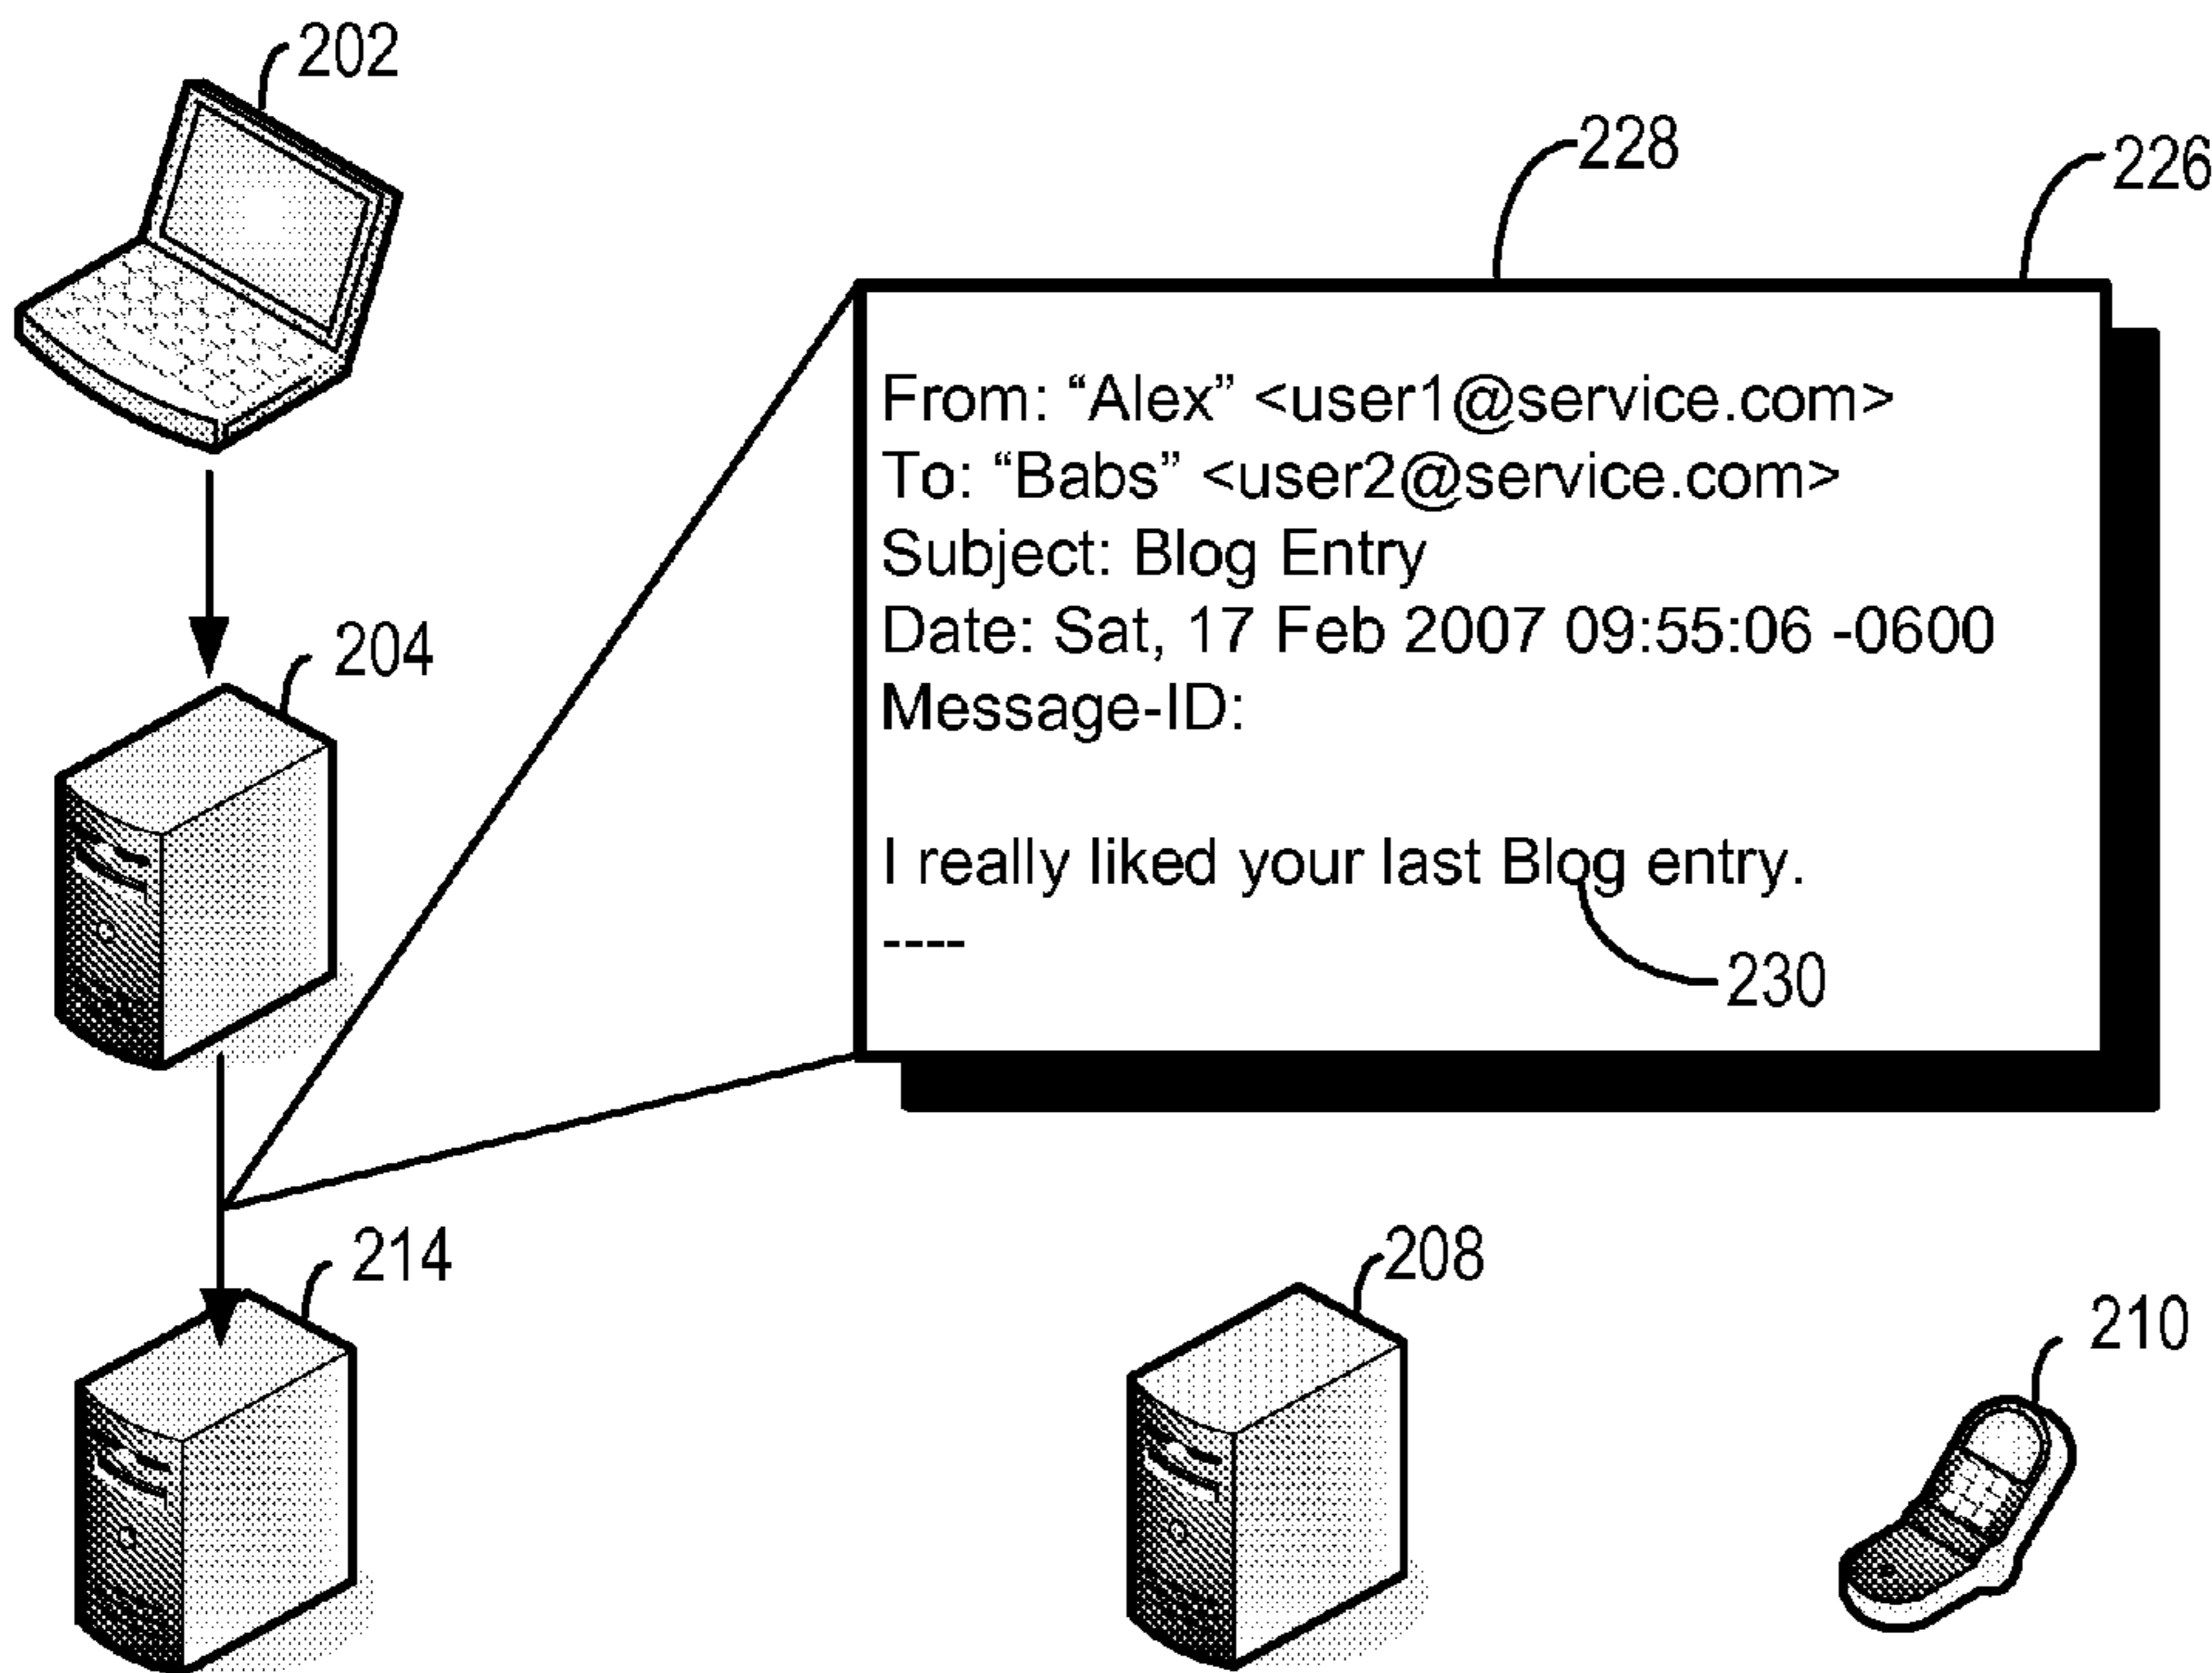 202
228
226
From: “Alex” <user1@service.com>
To: “Babs” <user2@service.com>
Subject: Blog Entry
Date: Sat, 17 Feb 2007 09:55:06 -0600
Message-ID:
I really liked your last Blog entry.
----
230
204
214
208
210